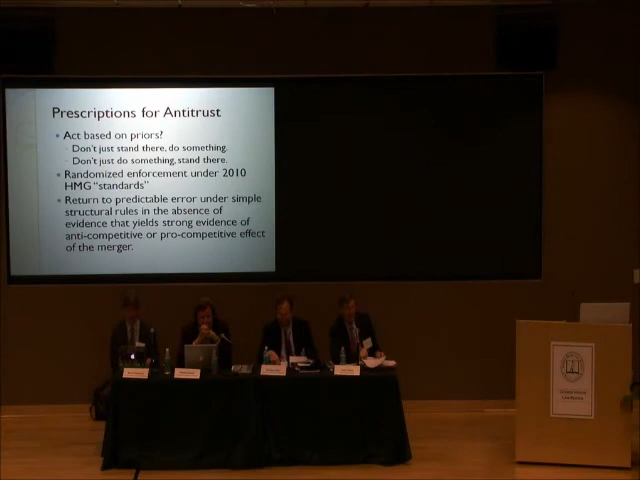 Prescriptions for Antitrust
Act based on priors?
Don't just stand there, do something.
Don't just do something, stand there.
Randomized enforcement under 2010
HMG "standards"
Return to predictable error under simple
structural rules in the absence of
evidence that yields strong evidence of
anti-competitive or pro-competitive effect
of the merger.